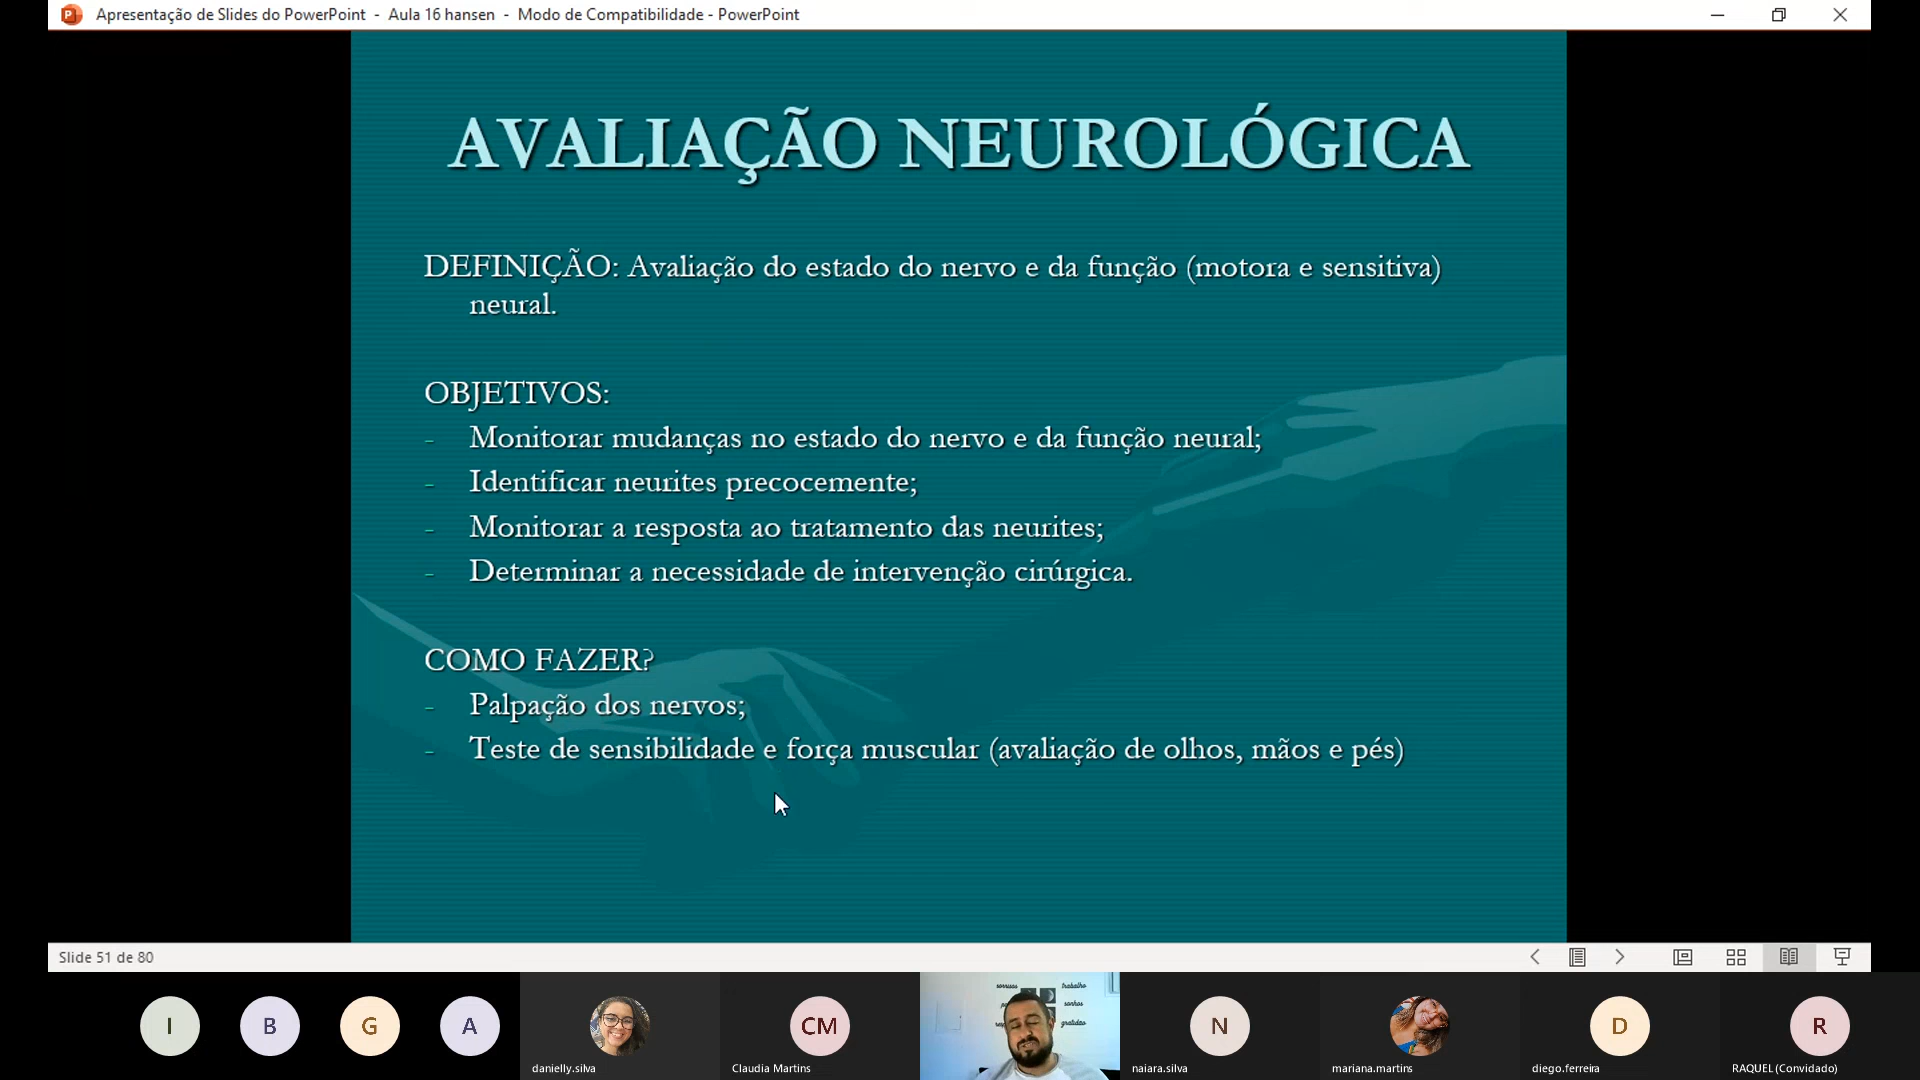 Apresentação de Slides do PowerPoint - Aula 16 hansen - Modo de Compatibilidade - PowerPoint
AVALIAÇÃO NEUROLÓGICA
DEFINIÇÃO: Avaliação do estado do nervo e da função (motora e sensitiva)
neural.
OBJETIVOS:
- Monitorar mudanças no estado do nervo e da função neural;
- Identificar neurites precocemente;
- Monitorar a resposta ao tratamento das neurites;
- Determinar a necessidade de intervenção cirúrgica.
COMO FAZER?
- Palpação dos nervos;
- Teste de sensibilidade e força muscular (avaliação de olhos, mãos e pés)
Slide 51 de 80
I B G A CM N D R
sorrisos trabalho
sonhos
gratidão
danielly.silva Claudia Martins naiara.silva mariana.martins diego.ferreira RAQUEL (Convidado)